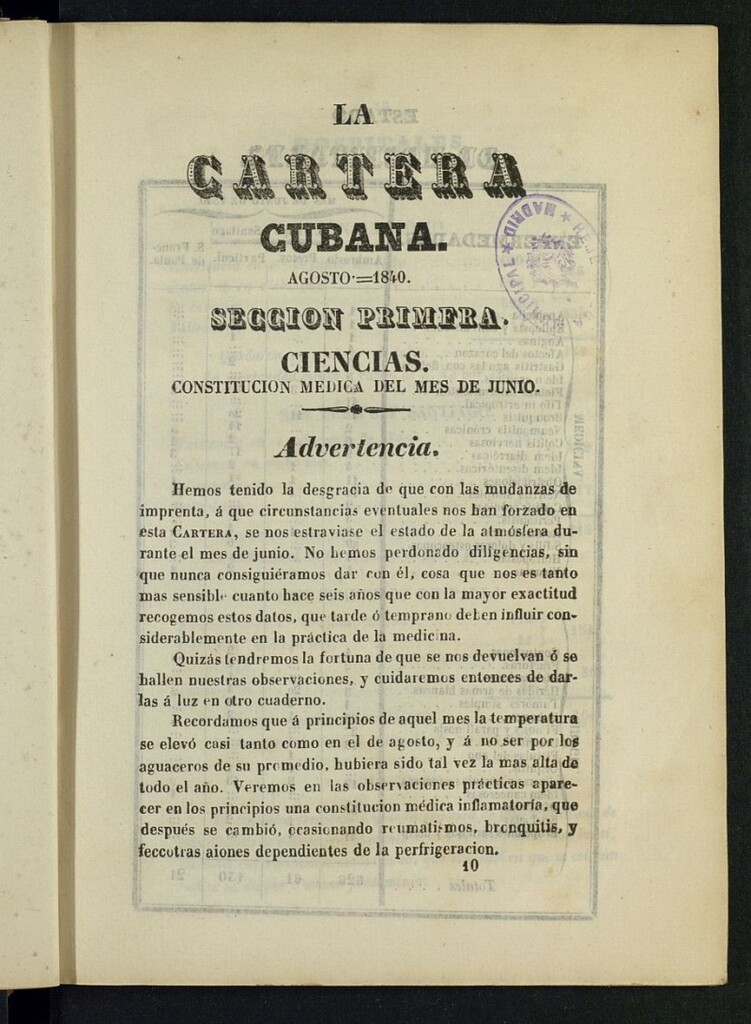 LA
CARTERA
CUBANA.
AGOSTO·=1840.
SECCION PRIMERA.
CIENCIAS.
CONSTITUCION MEDICA DEL MES DE JUNIO.
Advertencia.
Hemos tenido la desgracia de que con las mudanzas de
imprenta, á que circunstancias eventuales nos han forzado en
esta CARTERA, se nos estraviase el estado de la atmósfera du-
rante el mes de junio. No hemos perdonado diligencias, sin
que nunca consiguiéramos dar con él, cosa que nos es tanto
mas sensible cuanto hace seis años que con la mayor exactitud
recogemos estos datos, que tarde ó temprano deben influir con-
siderablemente en la práctica de la medicina.
Quizás tendremos la fortuna de que se nos devuelvan ó se
hallen nuestras observaciones, y cuidaremos entonces de dar-
las á luz en otro cuaderno.
Recordamos que á principios de aquel mes la temperatura
se elevó casi tanto como en el de agosto, y á no ser por los
aguaceros de su promedio, hubiera sido tal vez la mas alta de
todo el año. Veremos en las observaciones prácticas apare-
cer en los principios una constitucion médica inflamatoria, que
después se cambió, ocasionando reumatismos, bronquitis, y
feccotras aiones dependientes de la perfrigeracion.
10
MADRID